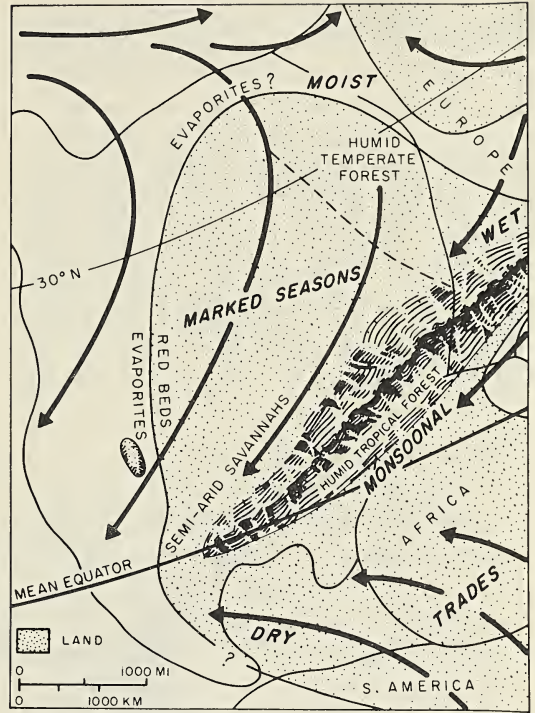 MOIST
EUROPE
EVAPORITES?
HUMID
TEMPERATE
FOREST
WET
30°N
MARKED SEASONS
RED BEDS
EVAPORITES
SEMI-ARID SAVANNAHS
HUMID TROPICAL FOREST
MONSOONAL
AFRICA
MEAN EQUATOR
TRADES
DRY
LAND
?
0 1000 MI
0 1000 KM
S. AMERICA